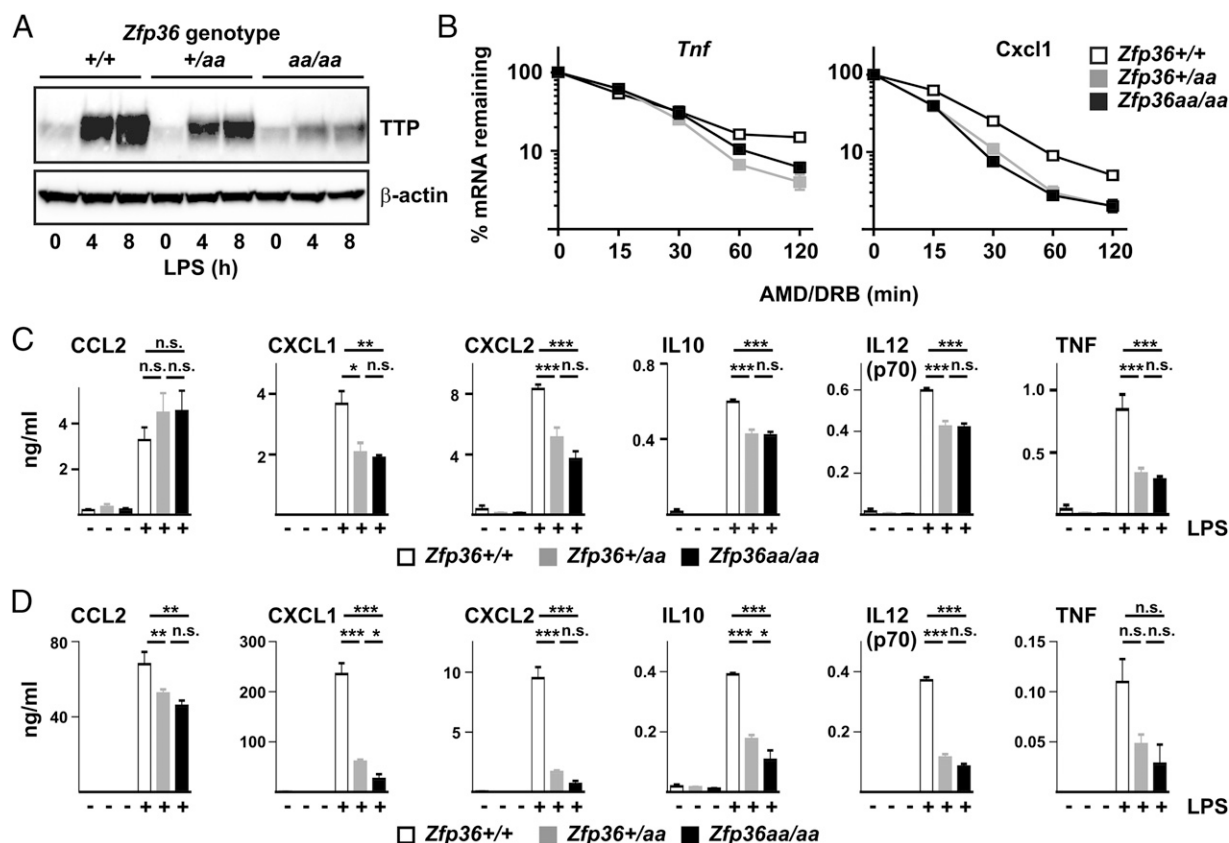 A
Zfp36 genotype
+/+ +/aa aa/aa
TTP
β-actin
0 4 8 0 4 8 0 4 8
LPS (h)
B
Tnf Cxcl1
% mRNA remaining
100
10
0 15 30 60 120
100
10
0 15 30 60 120
AMD/DRB (min)
Zfp36+/+
Zfp36+/aa
Zfp36aa/aa
C
ng/ml
CCL2
n.s.
n.s. n.s.
4
2
- - - + + +
CXCL1
**
* n.s.
4
2
- - - + + +
CXCL2
***
*** n.s.
8
4
- - - + + +
IL10
***
*** n.s.
0.8
0.4
- - - + + +
IL12
(p70)
***
*** n.s.
0.6
0.4
0.2
- - - + + +
TNF
***
*** n.s.
1.0
0.5
- - - + + +
LPS
Zfp36+/+ Zfp36+/aa Zfp36aa/aa
D
ng/ml
CCL2
**
** n.s.
80
40
- - - + + +
CXCL1
***
*** *
300
200
100
- - - + + +
CXCL2
***
*** n.s.
10
5
- - - + + +
IL10
***
*** *
0.4
0.2
- - - + + +
IL12
(p70)
***
*** n.s.
0.4
0.2
- - - + + +
TNF
n.s.
n.s. n.s.
0.15
0.10
0.05
- - - + + +
LPS
Zfp36+/+ Zfp36+/aa Zfp36aa/aa